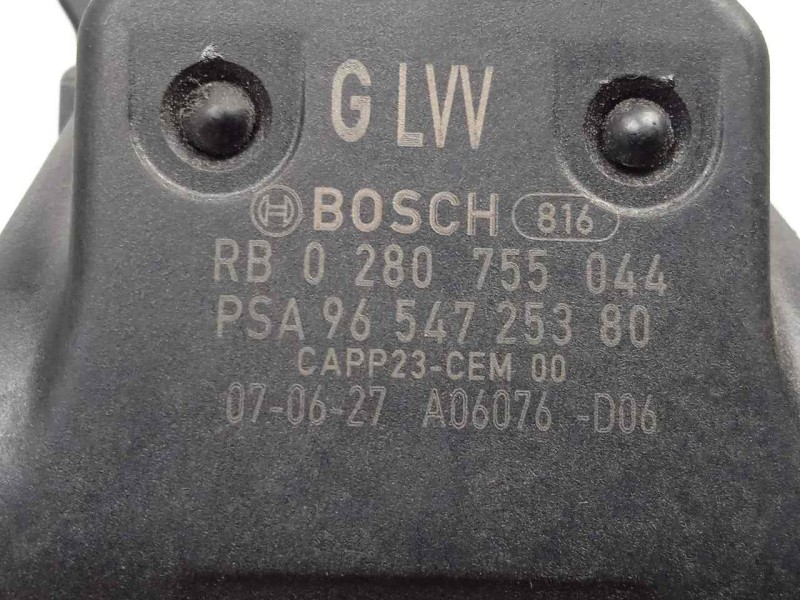 G LVV
BOSCH 816
RB 0 280 755 044
PSA 96 547 253 80
CAPP23-CEM 00
07-06-27 A06076 -D06